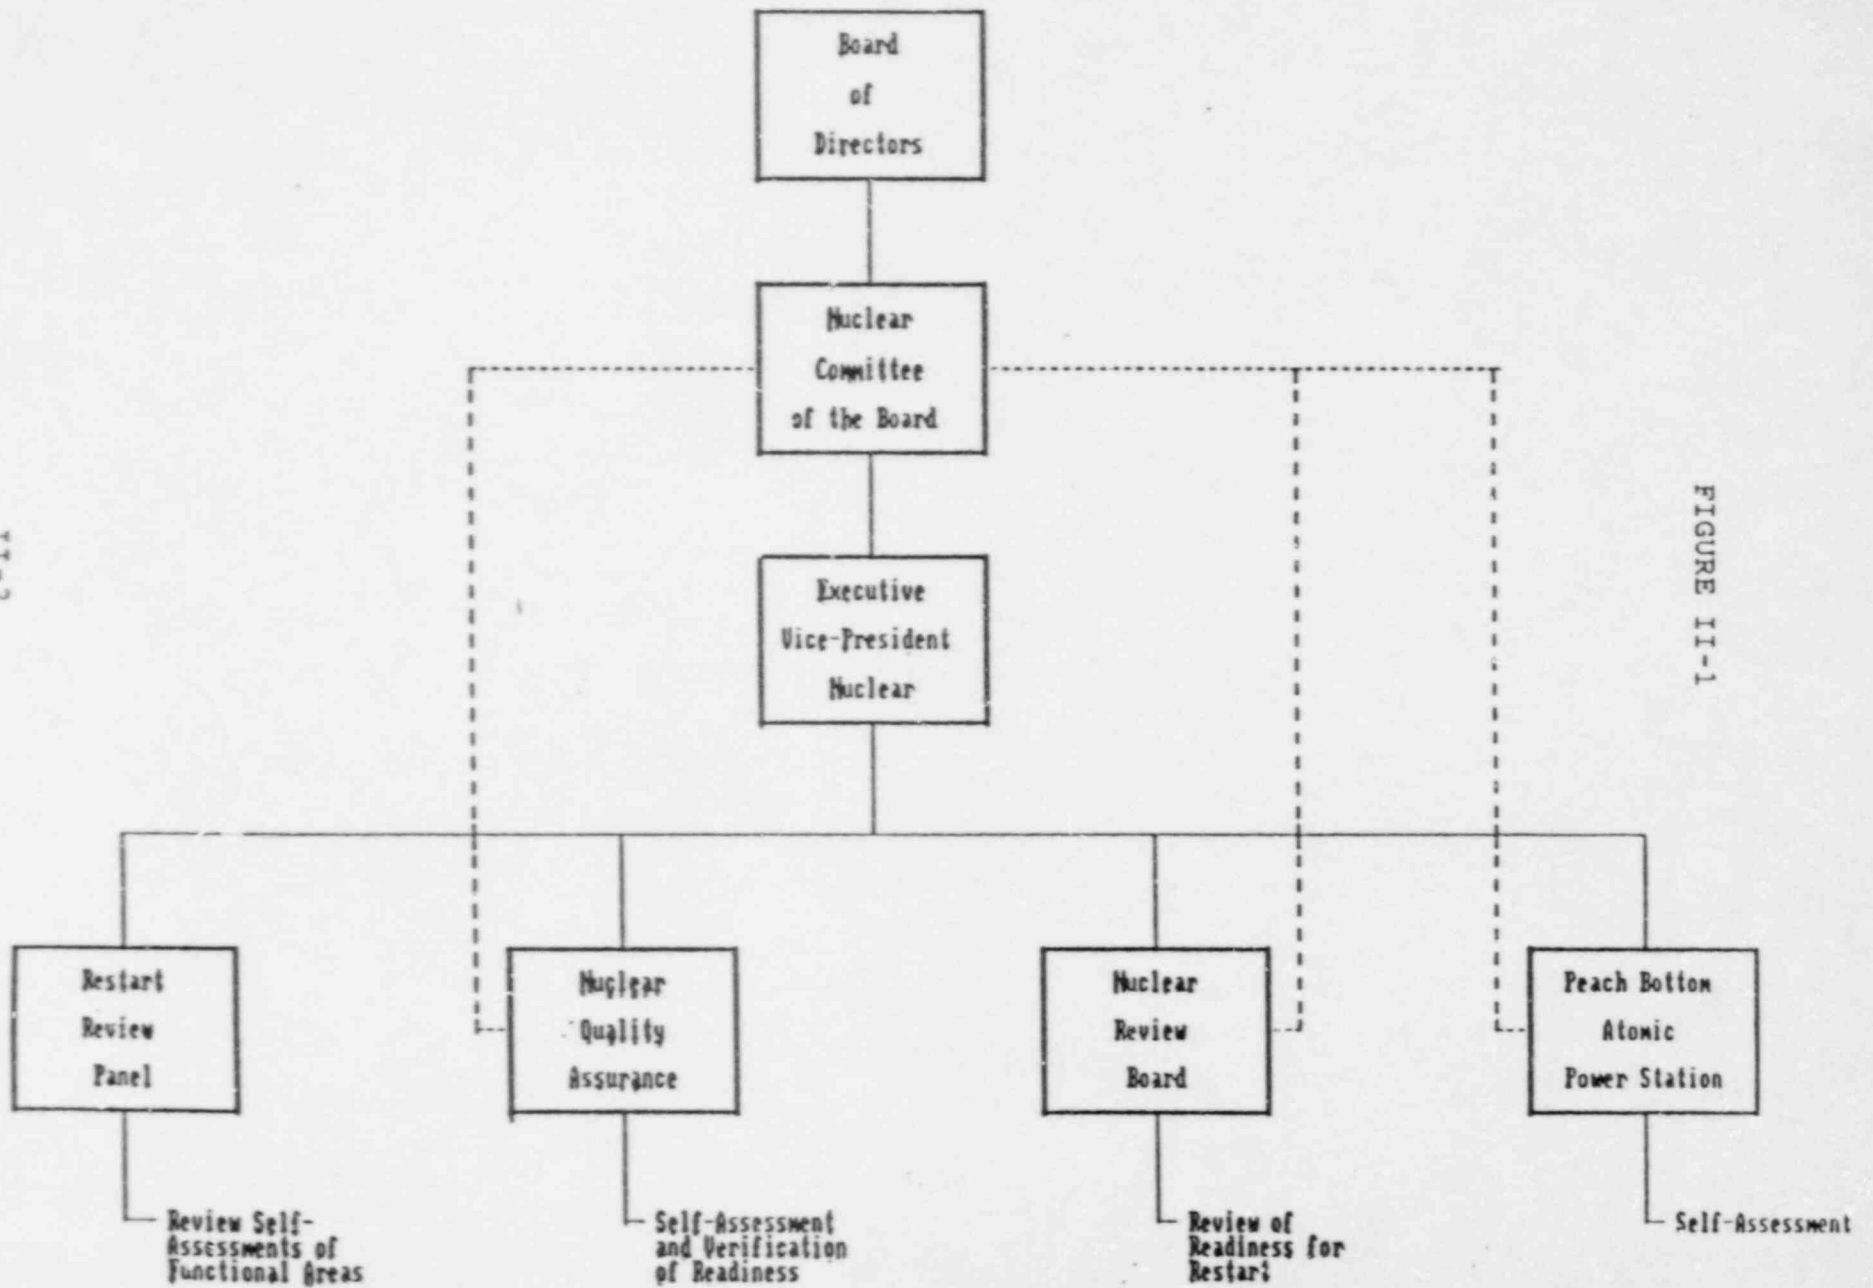 Board
of
Directors
Nuclear
Committee
of the Board
Executive
Vice-President
Nuclear
FIGURE II-1
Restart
Review
Panel
Nuclear
Quality
Assurance
Nuclear
Review
Board
Peach Bottom
Atomic
Power Station
Review Self-
Assessments of
Functional Areas
Self-Assessment
and Verification
of Readiness
Review of
Readiness for
Restart
Self-Assessment